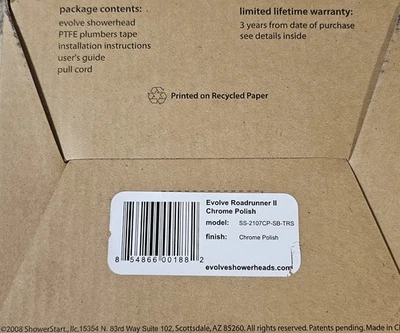 package contents:
evolve showerhead
PTFE plumbers tape
installation instructions
user's guide
pull cord
limited lifetime warranty:
3 years from date of purchase
see details inside
Printed on Recycled Paper
Evolve Roadrunner II
Chrome Polish
model: SS-2107CP-SB-TRS
finish: Chrome Polish
8 54866 00188 2
evolveshowerheads.com
©2008 ShowerStart, llc, 15354 N. 83rd Way Suite 102, Scottsdale, AZ 85260. All rights reserved. Patents pending. Made in